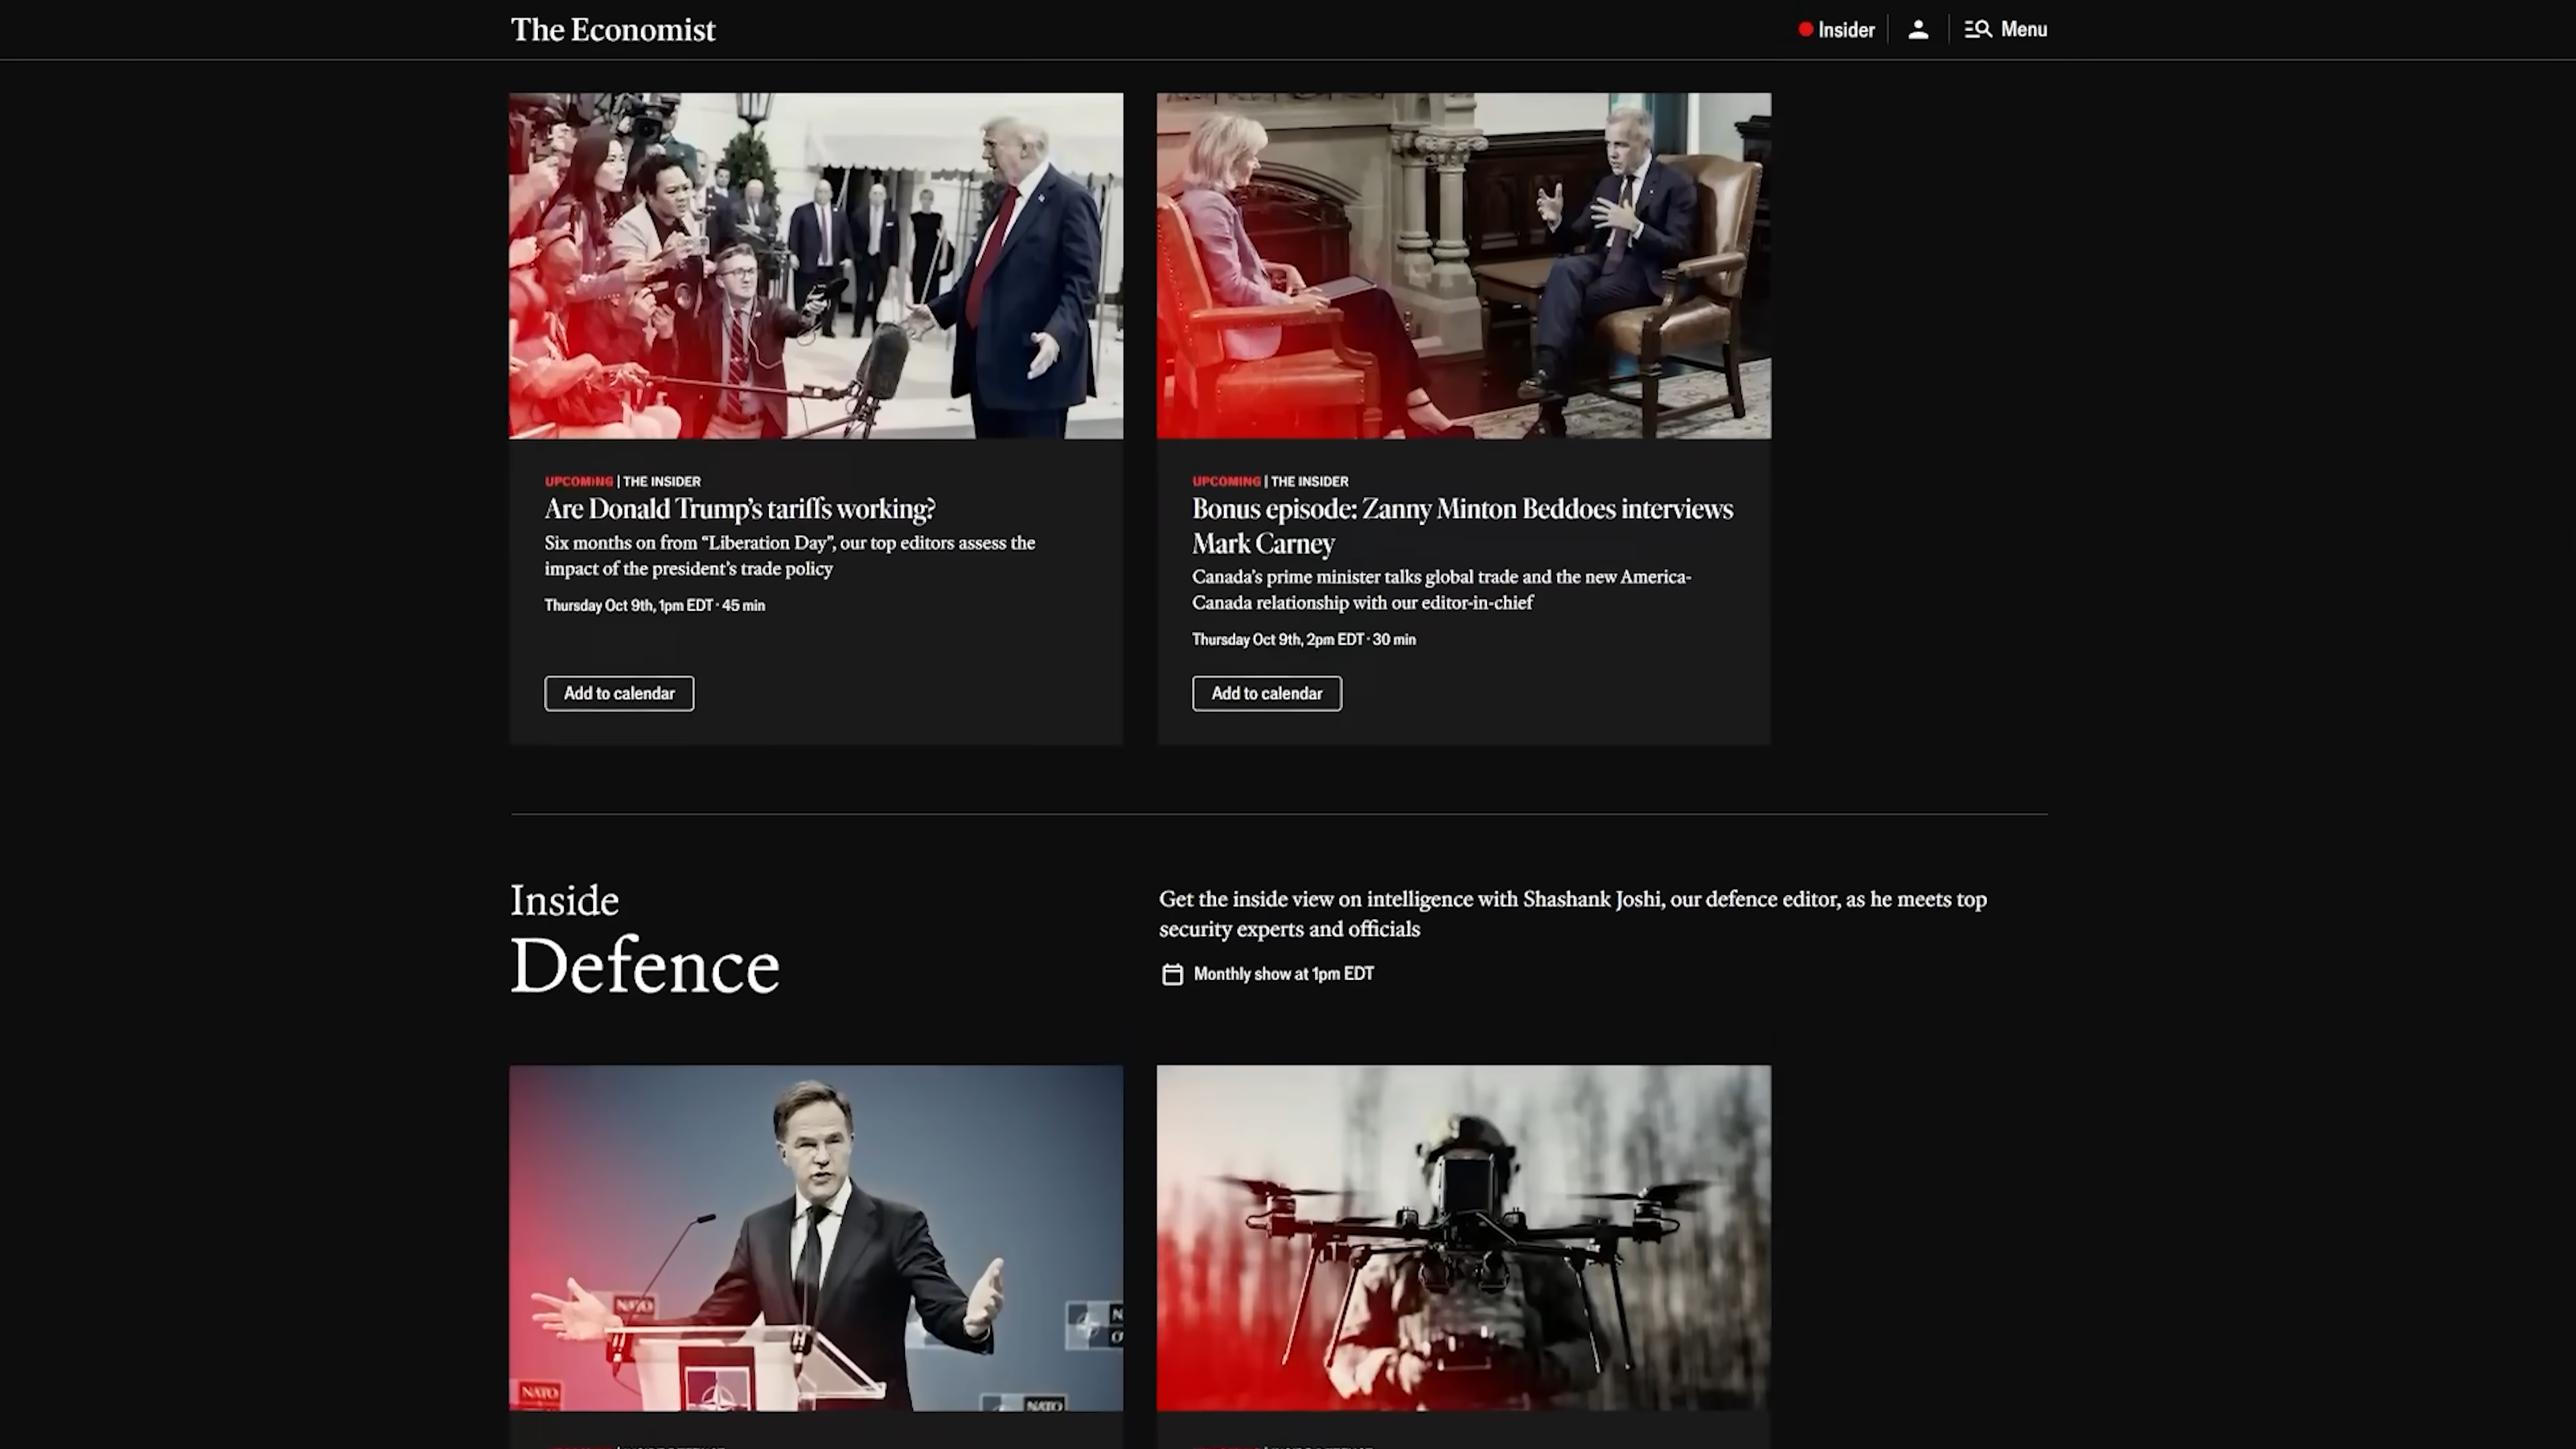 The Economist
Insider
Menu
UPCOMING | THE INSIDER
Are Donald Trump’s tariffs working?
Six months on from “Liberation Day”, our top editors assess the
impact of the president’s trade policy
Thursday Oct 9th, 1pm EDT · 45 min
Add to calendar
UPCOMING | THE INSIDER
Bonus episode: Zanny Minton Beddoes interviews
Mark Carney
Canada’s prime minister talks global trade and the new America-
Canada relationship with our editor-in-chief
Thursday Oct 9th, 2pm EDT · 30 min
Add to calendar
Inside
Defence
Get the inside view on intelligence with Shashank Joshi, our defence editor, as he meets top
security experts and officials
Monthly show at 1pm EDT
NATO
NATO
NATO